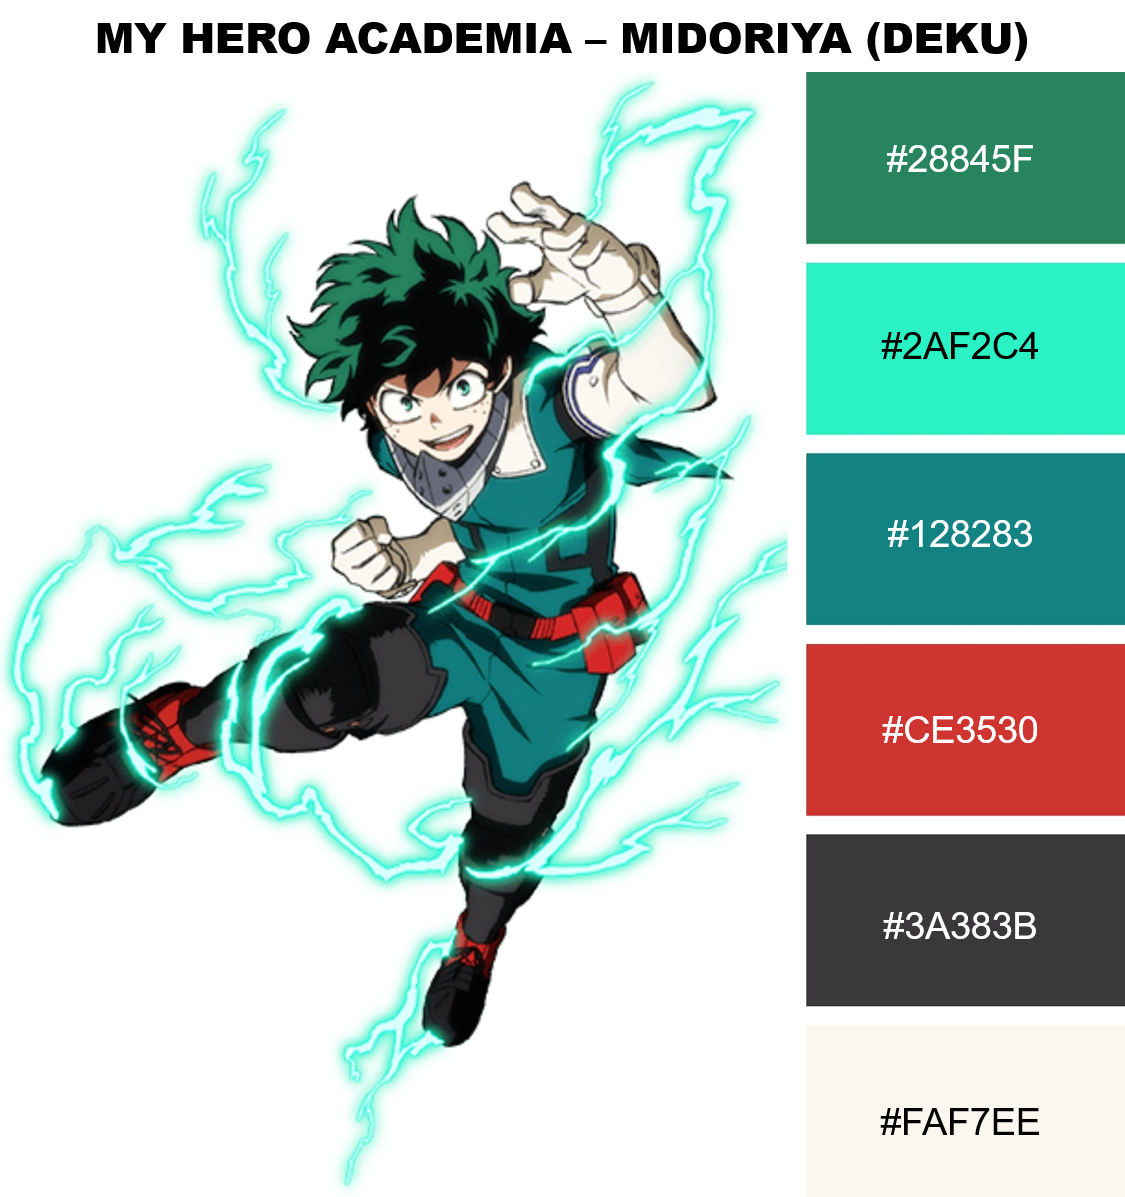 MY HERO ACADEMIA – MIDORIYA (DEKU)
#28845F
#2AF2C4
#128283
#CE3530
#3A383B
#FAF7EE